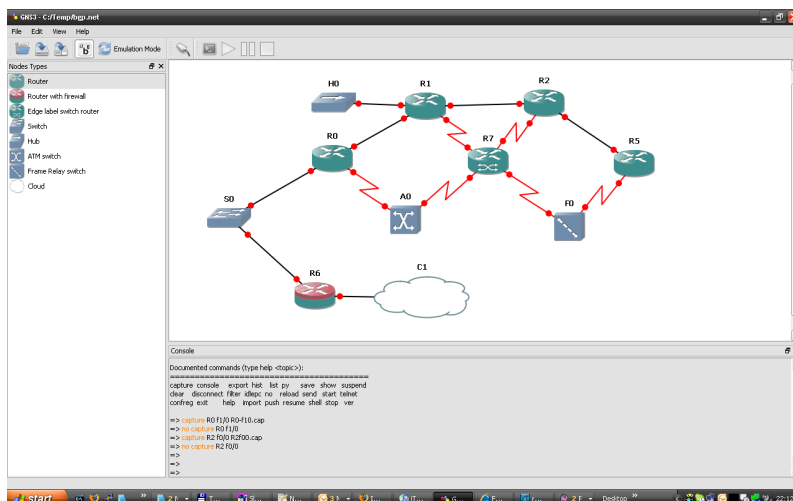 GNS3 - C:/Temp/bgp.net
File Edit View Help
Emulation Mode
Nodes Types
Router
Router with firewall
Edge label switch router
Switch
Hub
ATM switch
Frame Relay switch
Cloud
H0
R1
R2
R0
R7
R5
S0
A0
F0
R6
C1
Console
Documented commands (type help <topic>):
========================================
capture console export hist list py save show suspend
clear disconnect filter idlepc no reload send start telnet
confreg exit help import push resume shell stop ver
=> capture R0 f1/0 R0-f10.cap
=> no capture R0 f1/0
=> capture R2 f0/0 R2f00.cap
=> no capture R2 f0/0
=>
=>
=>
start
Desktop
22:12